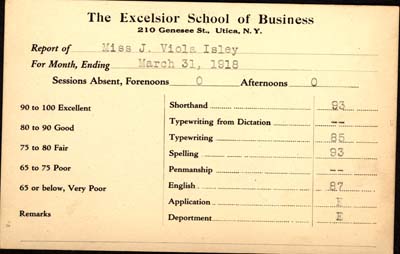 The Excelsior School of Business
210 Genesee St., Utica, N. Y.
Report of Miss J. Viola Isley
For Month, Ending March 31, 1918
Sessions Absent, Forenoons 0 Afternoons 0
90 to 100 Excellent
80 to 90 Good
75 to 80 Fair
65 to 75 Poor
65 or below, Very Poor
Remarks
Shorthand 93
Typewriting from Dictation --
Typewriting 85
Spelling 93
Penmanship --
English 87
Application E
Department E